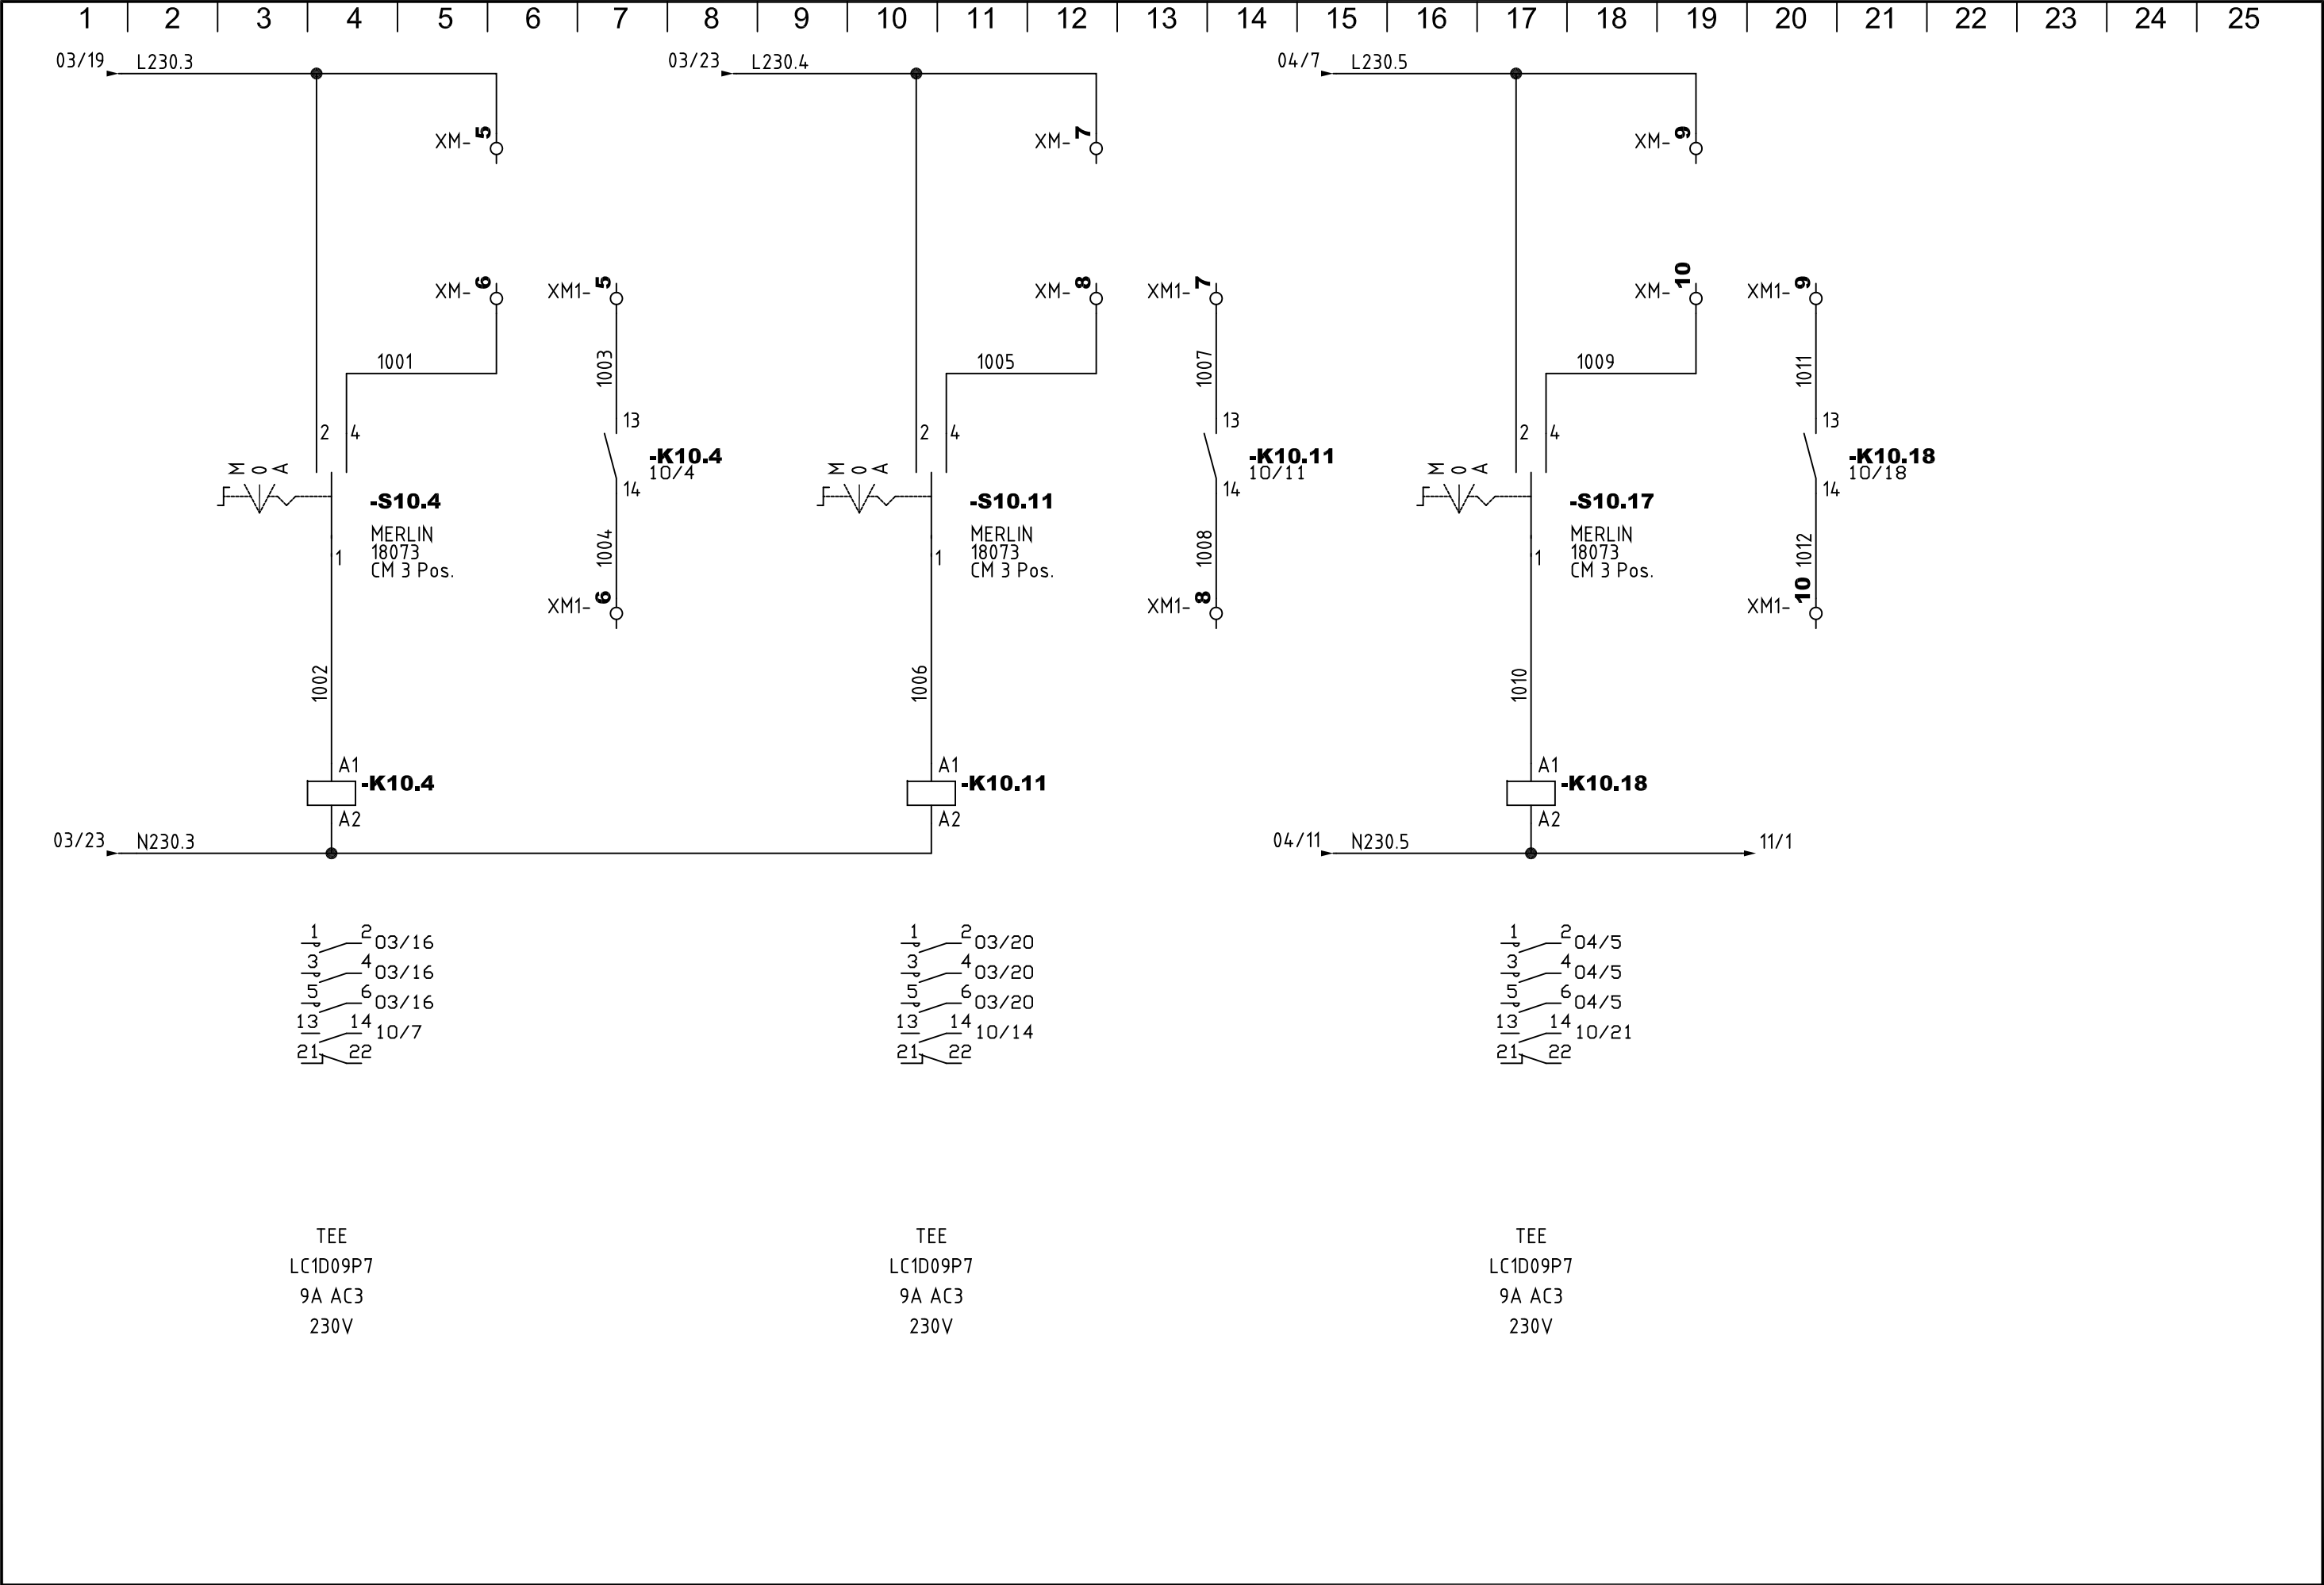 1 2 3 4 5 6 7 8 9 10 11 12 13 14 15 16 17 18 19 20 21 22 23 24 25
03/19 L230.3 03/23 L230.4 04/7 L230.5
XM- 5 XM- 7 XM- 9
XM- 6 XM1- 5 XM- 8 XM1- 7 XM- 10 XM1- 9
1001 1003 1005 1007 1009 1011
13 13 13
2 4 2 4 2 4
M 0 A -K10.4 M 0 A -K10.11 M 0 A -K10.18
10/4 10/11 10/18
14 14 14
-S10.4 -S10.11 -S10.17
MERLIN MERLIN MERLIN
18073 18073 18073
1 CM 3 Pos. 1 CM 3 Pos. 1 CM 3 Pos.
1004 1008 1012
XM1- 6 XM1- 8 XM1- 10
1002 1006 1010
A1 A1 A1
-K10.4 -K10.11 -K10.18
A2 A2 A2
03/23 N230.3 04/11 N230.5 11/1
1 2 03/16 1 2 03/20 1 2 04/5
3 4 03/16 3 4 03/20 3 4 04/5
5 6 03/16 5 6 03/20 5 6 04/5
13 14 10/7 13 14 10/14 13 14 10/21
21 22 21 22 21 22
TEE TEE TEE
LC1D09P7 LC1D09P7 LC1D09P7
9A AC3 9A AC3 9A AC3
230V 230V 230V